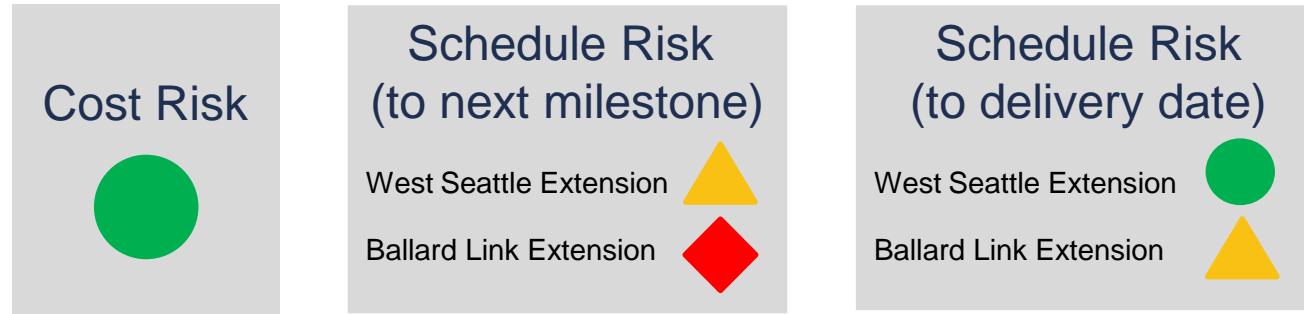 Cost Risk
Schedule Risk
(to next milestone)
West Seattle Extension
Ballard Link Extension
Schedule Risk
(to delivery date)
West Seattle Extension
Ballard Link Extension